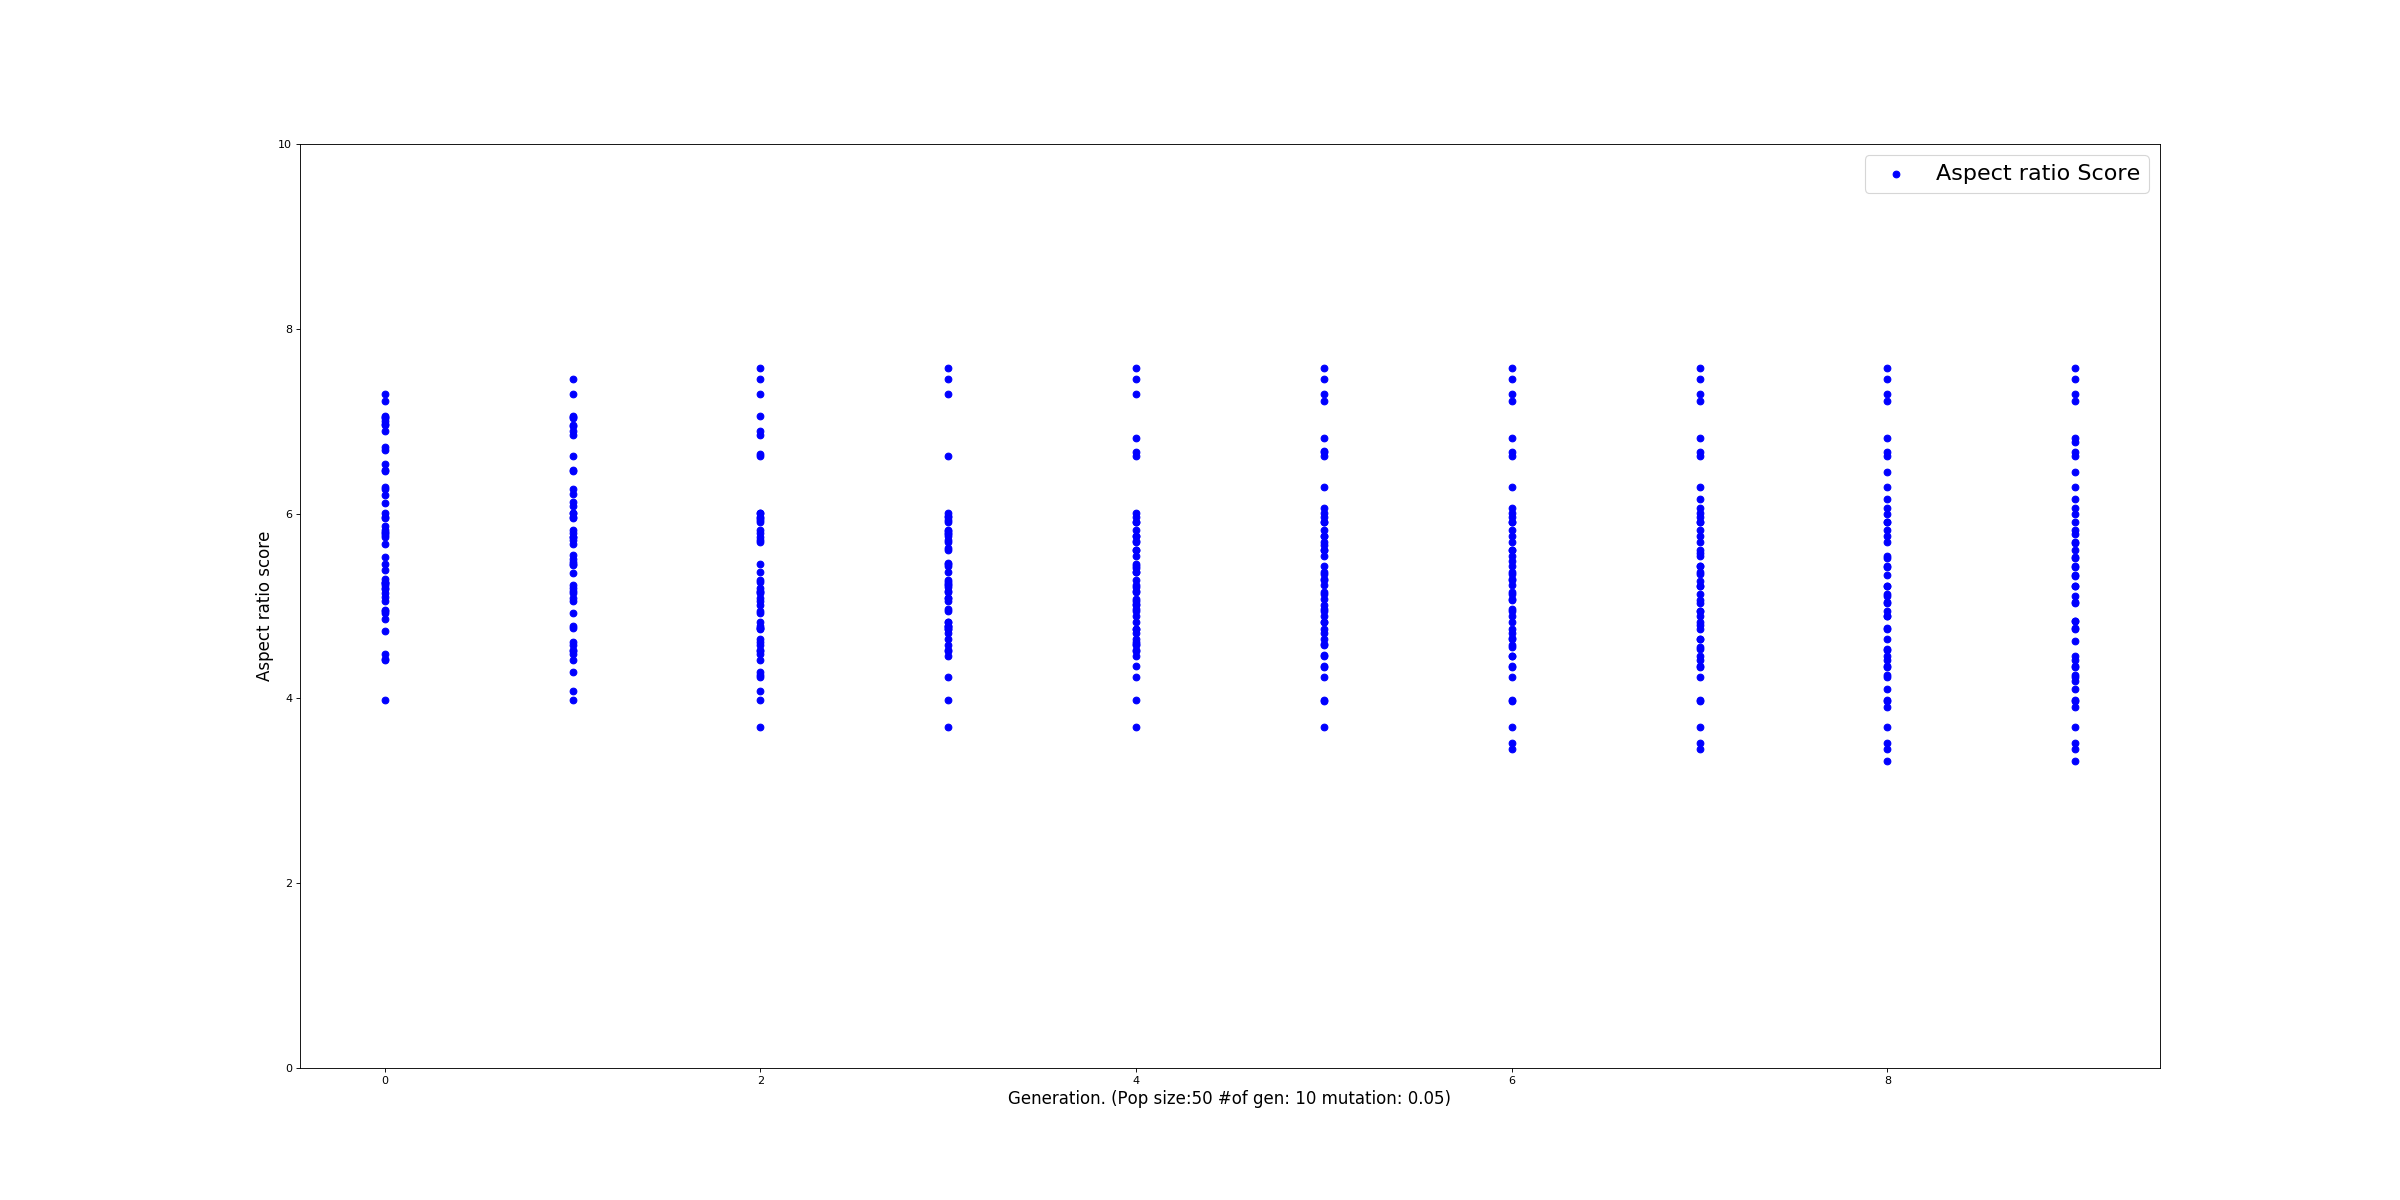 10
8
6
4
2
0
Aspect ratio score
Aspect ratio Score
0 2 4 6 8
Generation. (Pop size:50 #of gen: 10 mutation: 0.05)